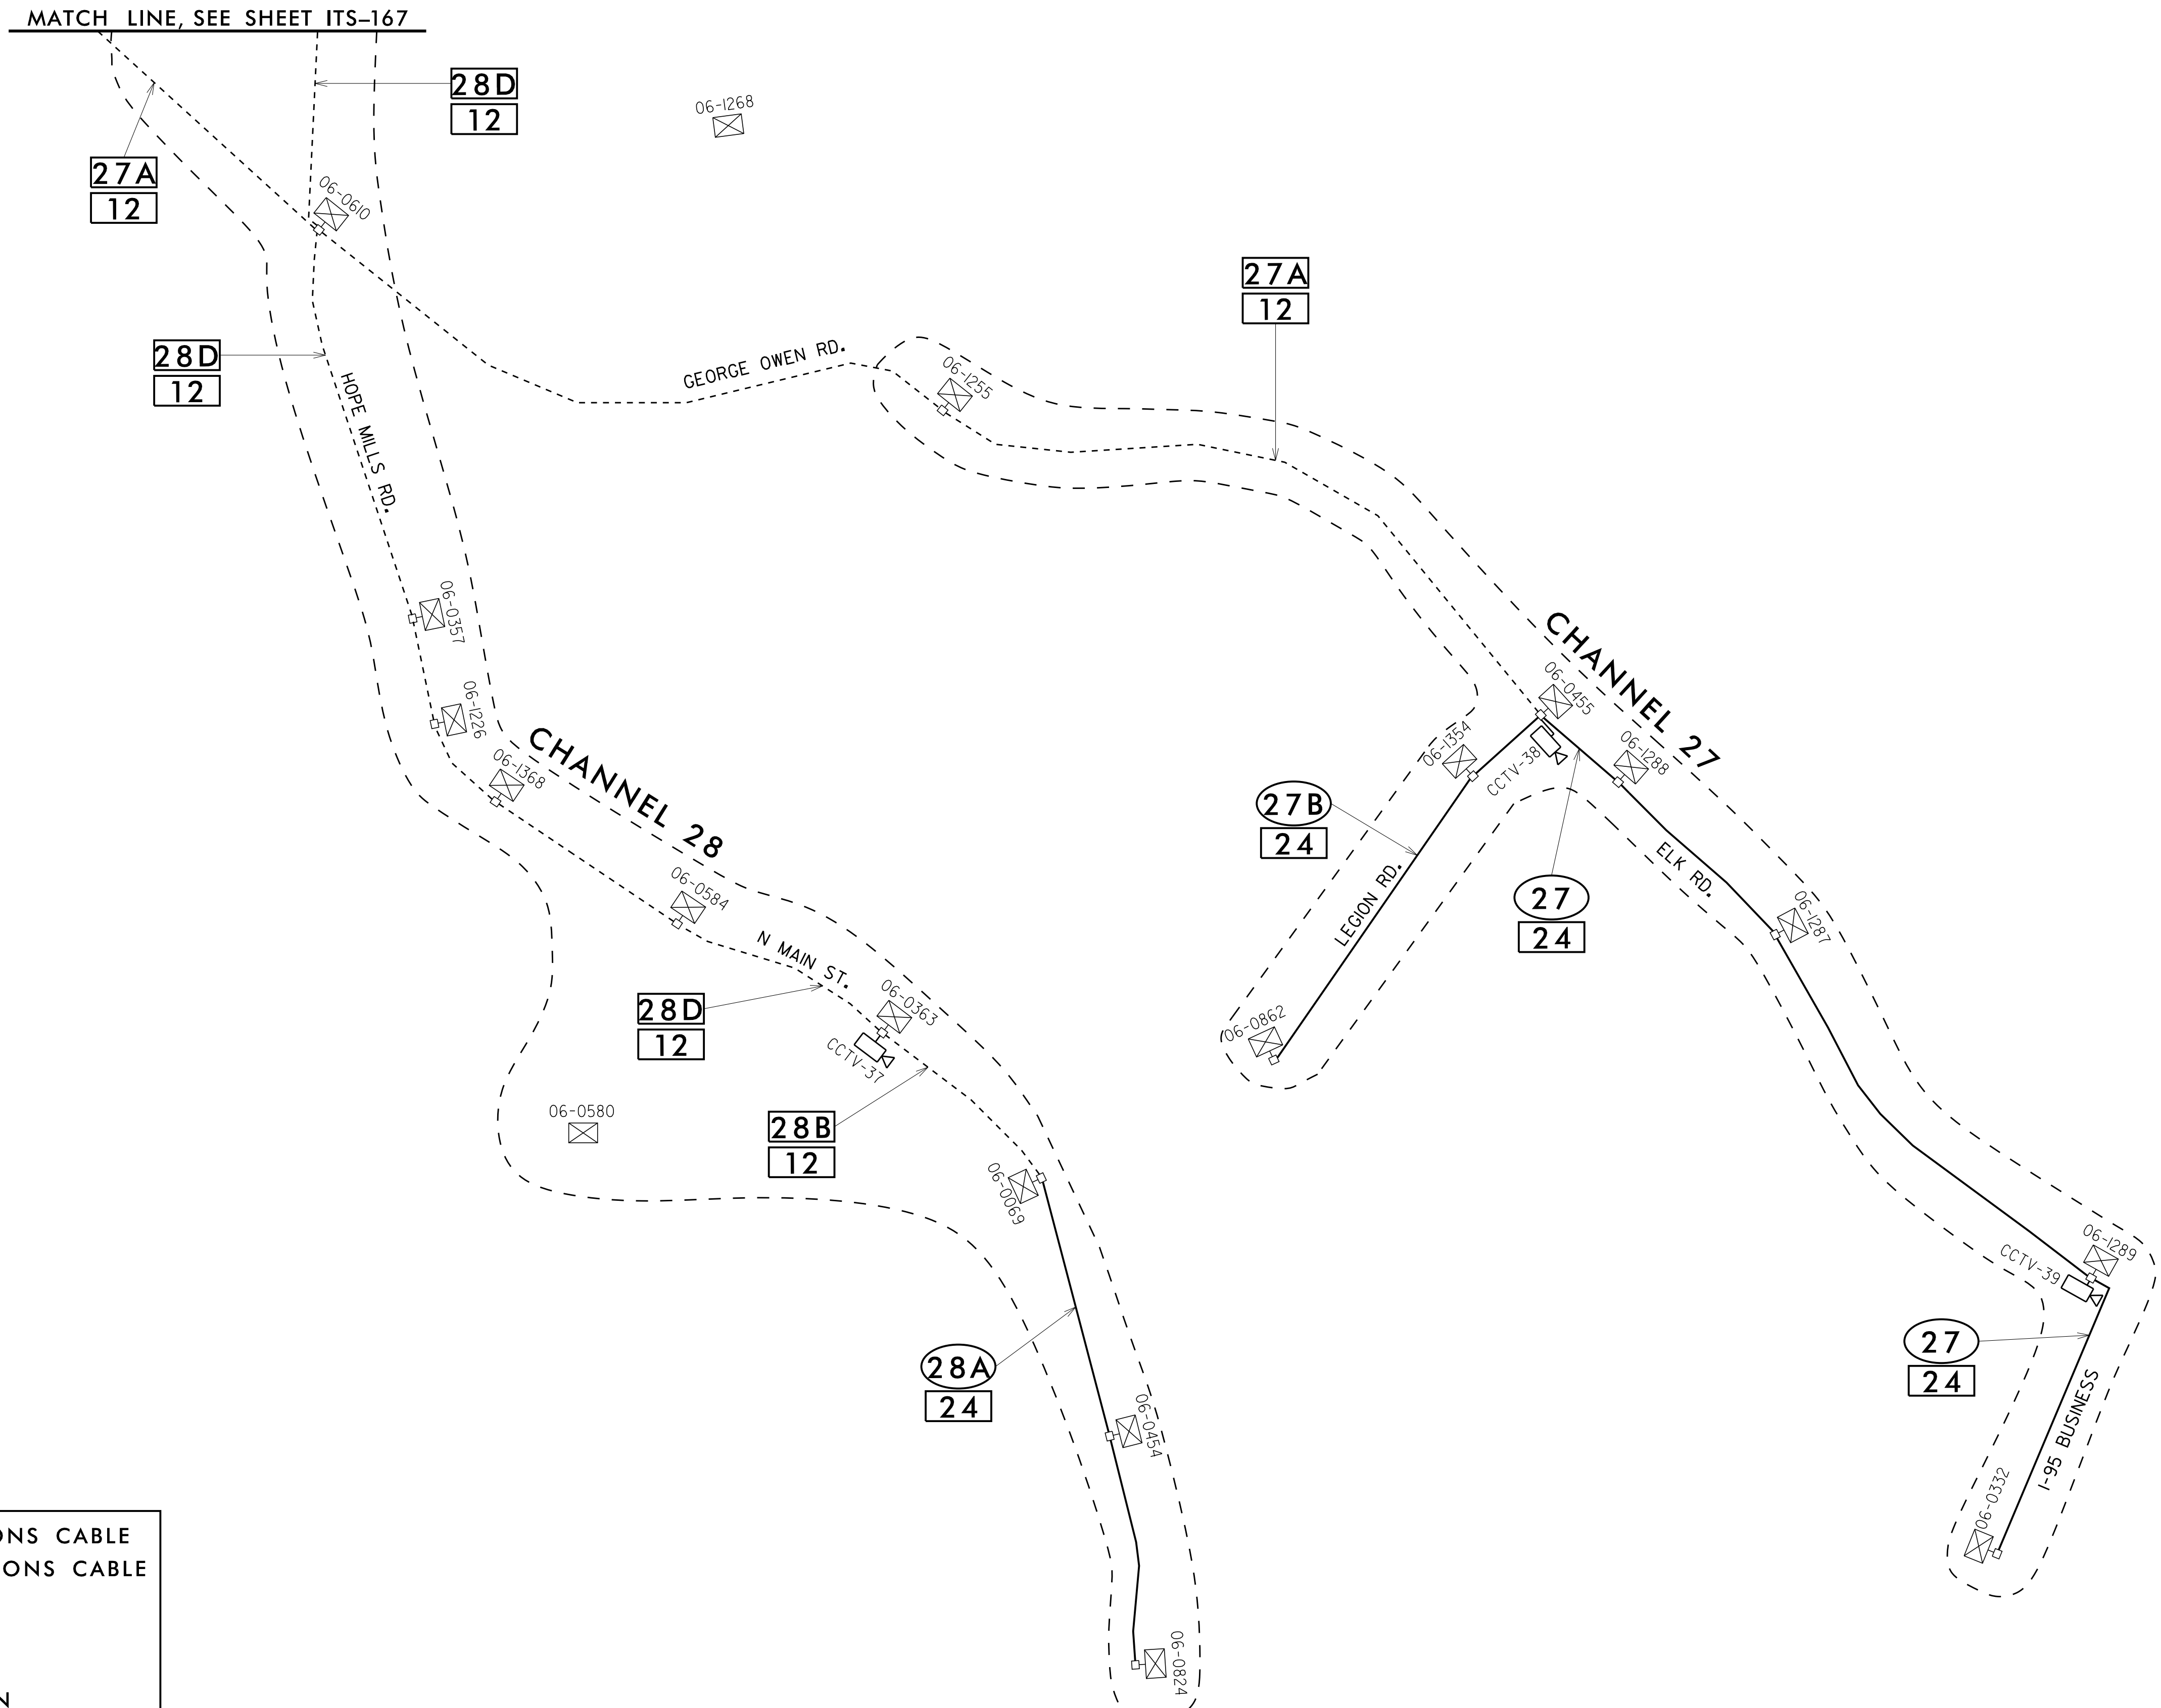 MATCH LINE, SEE SHEET ITS-167
28D
12
06-1268
27A
12
06-0610
27A
12
28D
12
GEORGE OWEN RD.
06-1255
HOPE MILLS RD.
06-0357
CHANNEL 27
06-0455
06-1226
06-1354
CCTV-38
06-1288
06-1368
CHANNEL 28
27B
24
ELK RD.
27
24
06-0584
LEGION RD.
06-1287
N MAIN ST.
28D
12
06-0363
CCTV-37
06-0862
06-0580
28B
12
06-0069
06-1289
CCTV-39
27
24
28A
24
I-95 BUSINESS
06-0454
06-0332
ONS CABLE
IONS CABLE
06-0824